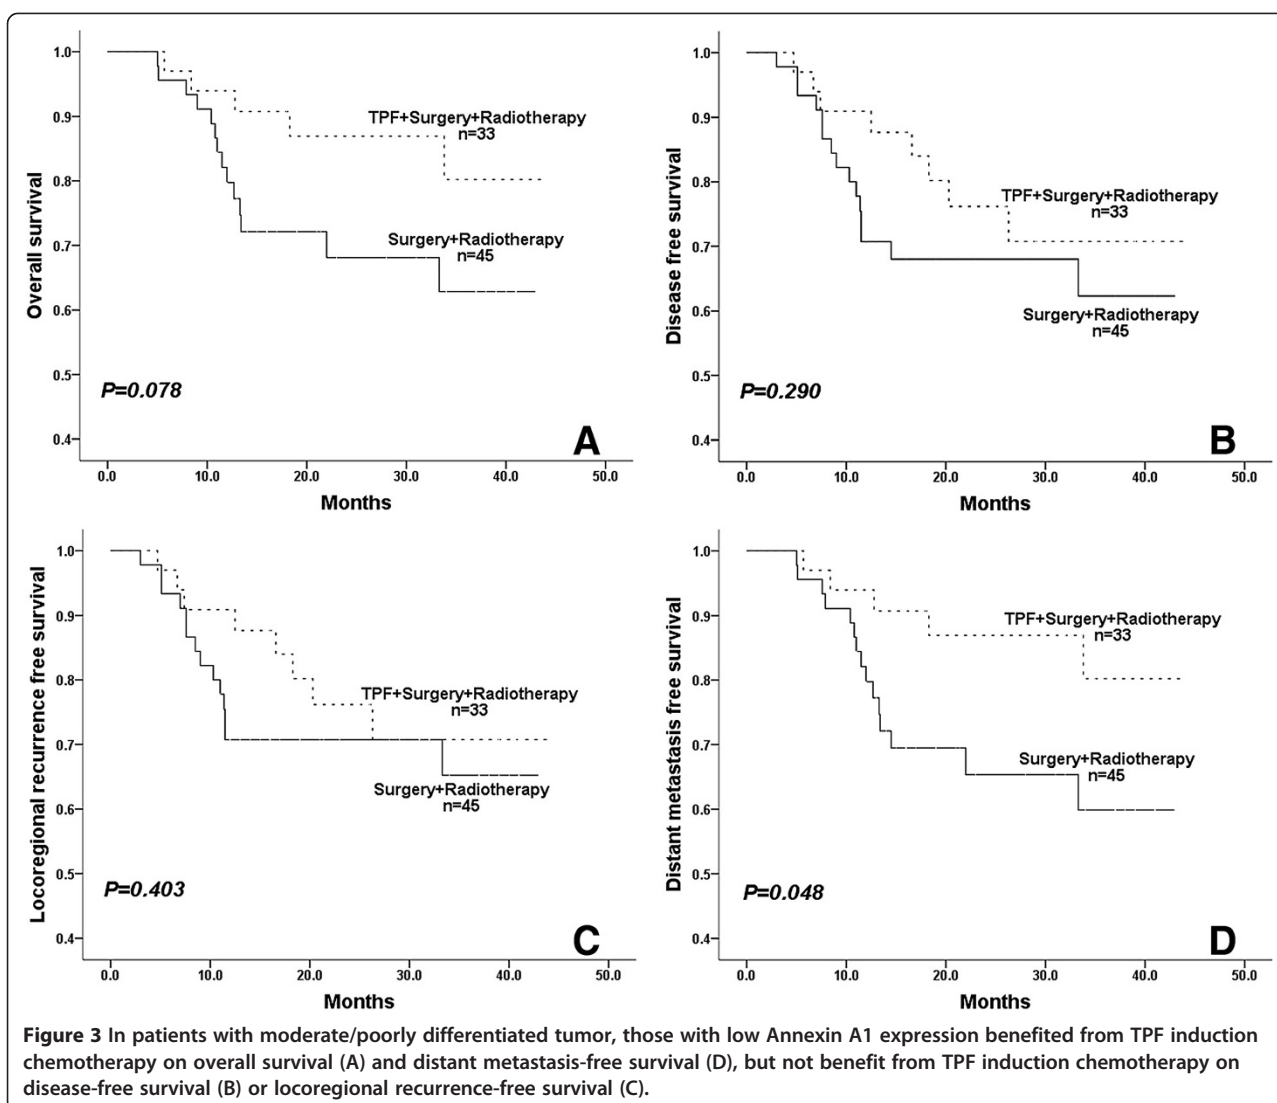 Overall survival
1.0
0.9
0.8
0.7
0.6
0.5
0.4
TPF+Surgery+Radiotherapy
n=33
Surgery+Radiotherapy
n=45
P=0.078
A
0.0 10.0 20.0 30.0 40.0 50.0
Months
Disease free survival
1.0
0.9
0.8
0.7
0.6
0.5
0.4
TPF+Surgery+Radiotherapy
n=33
Surgery+Radiotherapy
n=45
P=0.290
B
0.0 10.0 20.0 30.0 40.0 50.0
Months
Locoregional recurrence free survival
1.0
0.9
0.8
0.7
0.6
0.5
0.4
TPF+Surgery+Radiotherapy
n=33
Surgery+Radiotherapy
n=45
P=0.403
C
0.0 10.0 20.0 30.0 40.0 50.0
Months
Distant metastasis free survival
1.0
0.9
0.8
0.7
0.6
0.5
0.4
TPF+Surgery+Radiotherapy
n=33
Surgery+Radiotherapy
n=45
P=0.048
D
0.0 10.0 20.0 30.0 40.0 50.0
Months
Figure 3 In patients with moderate/poorly differentiated tumor, those with low Annexin A1 expression benefited from TPF induction
chemotherapy on overall survival (A) and distant metastasis-free survival (D), but not benefit from TPF induction chemotherapy on
disease-free survival (B) or locoregional recurrence-free survival (C).